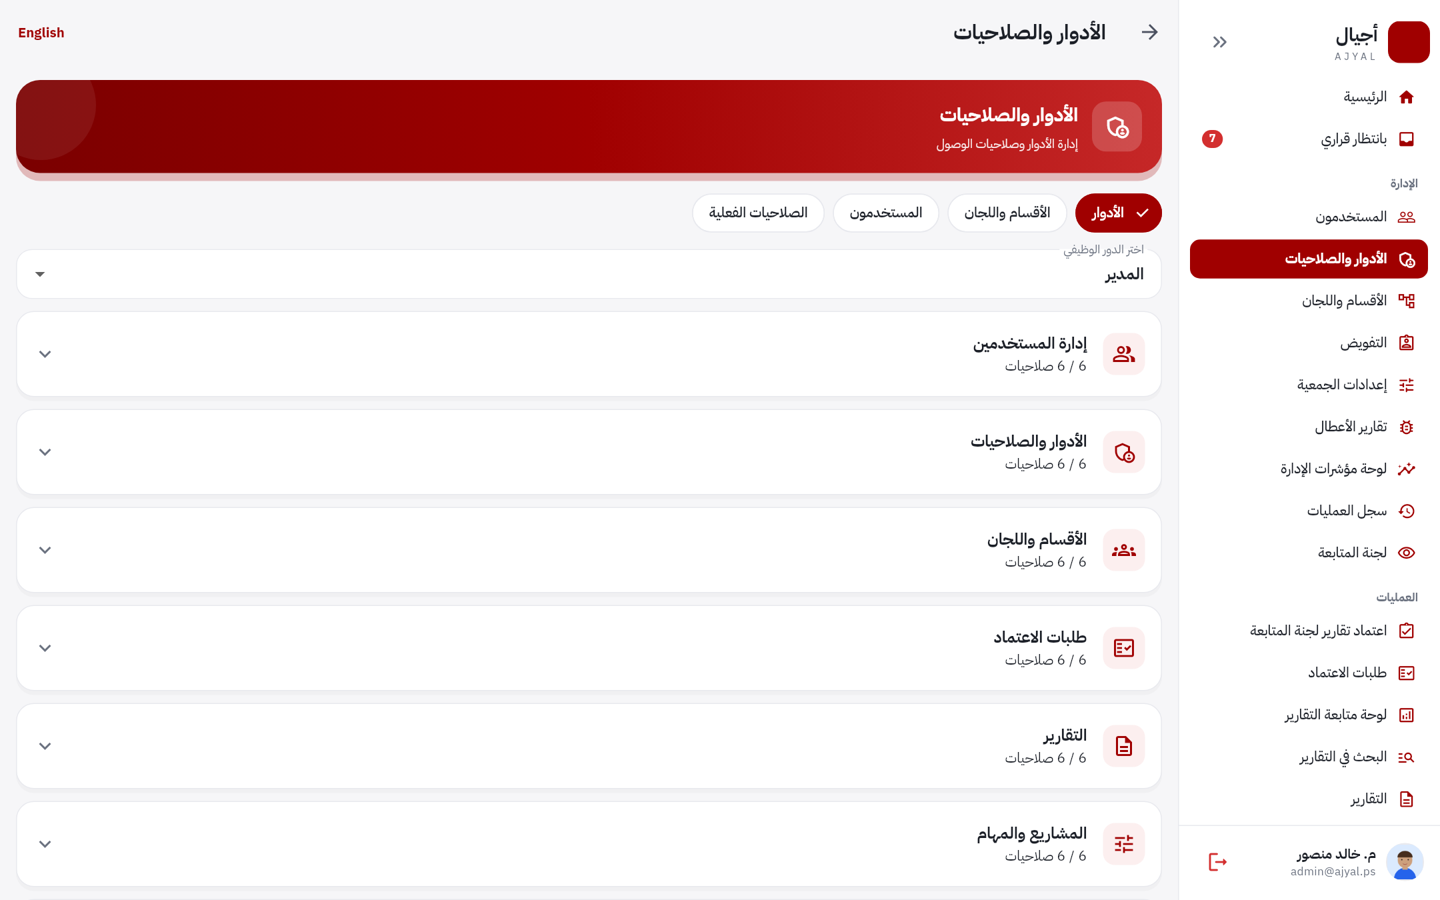 أجيال
AJYAL
الرئيسية
بانتظار قراري
7
الإدارة
المستخدمون
الأدوار والصلاحيات
الأقسام واللجان
التفويض
إعدادات الجمعية
تقارير الأعطال
لوحة مؤشرات الإدارة
سجل العمليات
لجنة المتابعة
العمليات
اعتماد تقارير لجنة المتابعة
طلبات الاعتماد
لوحة متابعة التقارير
البحث في التقارير
التقارير
م. خالد منصور
admin@ajyal.ps
الأدوار والصلاحيات
English
الأدوار والصلاحيات
إدارة الأدوار وصلاحيات الوصول
الأدوار
الأقسام واللجان
المستخدمون
الصلاحيات الفعلية
اختر الدور الوظيفي
المدير
إدارة المستخدمين
6 / 6 صلاحيات
الأدوار والصلاحيات
6 / 6 صلاحيات
الأقسام واللجان
6 / 6 صلاحيات
طلبات الاعتماد
6 / 6 صلاحيات
التقارير
6 / 6 صلاحيات
المشاريع والمهام
6 / 6 صلاحيات